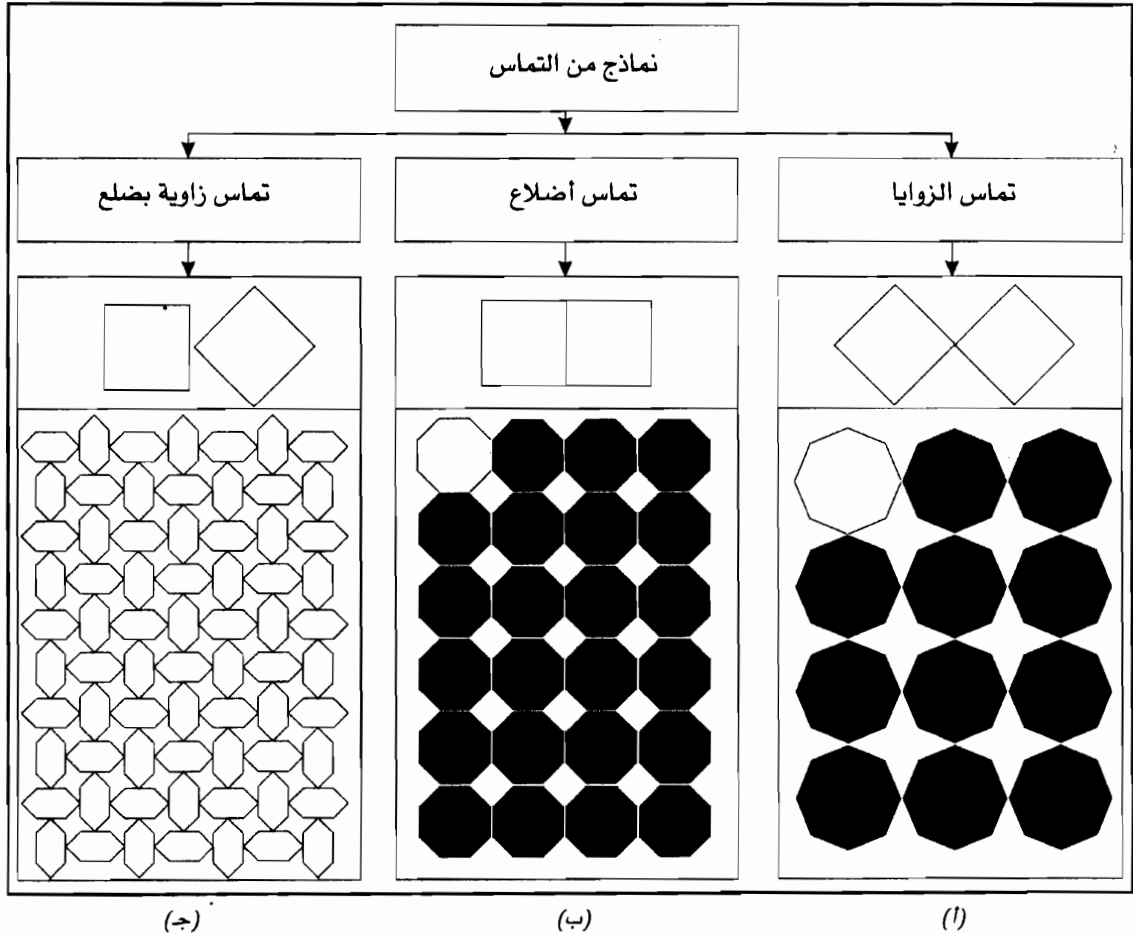 نماذج من التماس
تماس الزوايا
تماس أضلاع
تماس زاوية بضلع
(أ)
(ب)
(جـ)